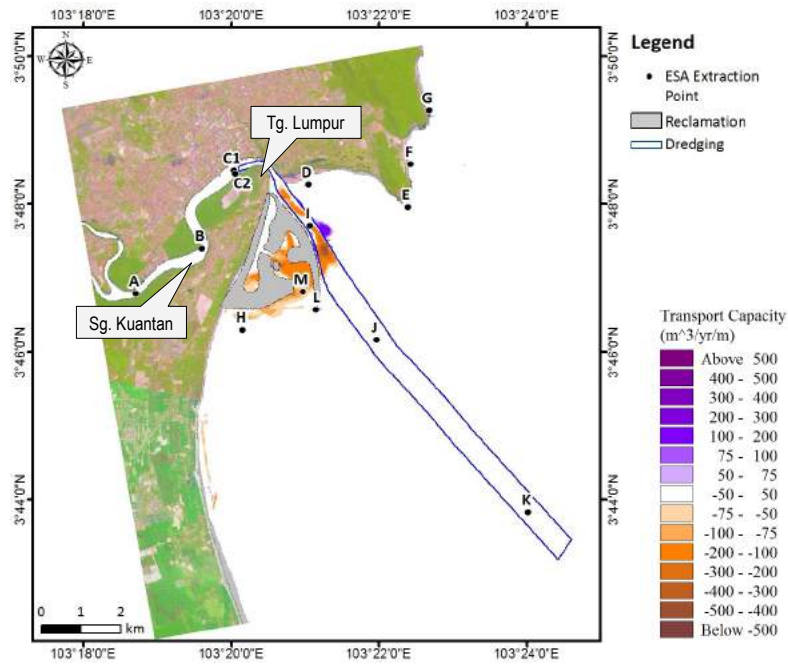 103°18'0"E 103°20'0"E 103°22'0"E 103°24'0"E
3°50'0"N 3°50'0"N
N
W E
S
Legend
ESA Extraction
Point
Reclamation
Dredging
G
Tg. Lumpur
F
C1
C2
D
E
3°48'0"N 3°48'0"N
I
B
A
M
L
Sg. Kuantan
H
J
3°46'0"N 3°46'0"N
Transport Capacity
(m^3/yr/m)
Above 500
400 - 500
300 - 400
200 - 300
100 - 200
75 - 100
50 - 75
-50 - 50
-75 - -50
-100 - -75
-200 - -100
-300 - -200
-400 - -300
-500 - -400
Below -500
3°44'0"N 3°44'0"N
K
0 1 2
km
103°18'0"E 103°20'0"E 103°22'0"E 103°24'0"E